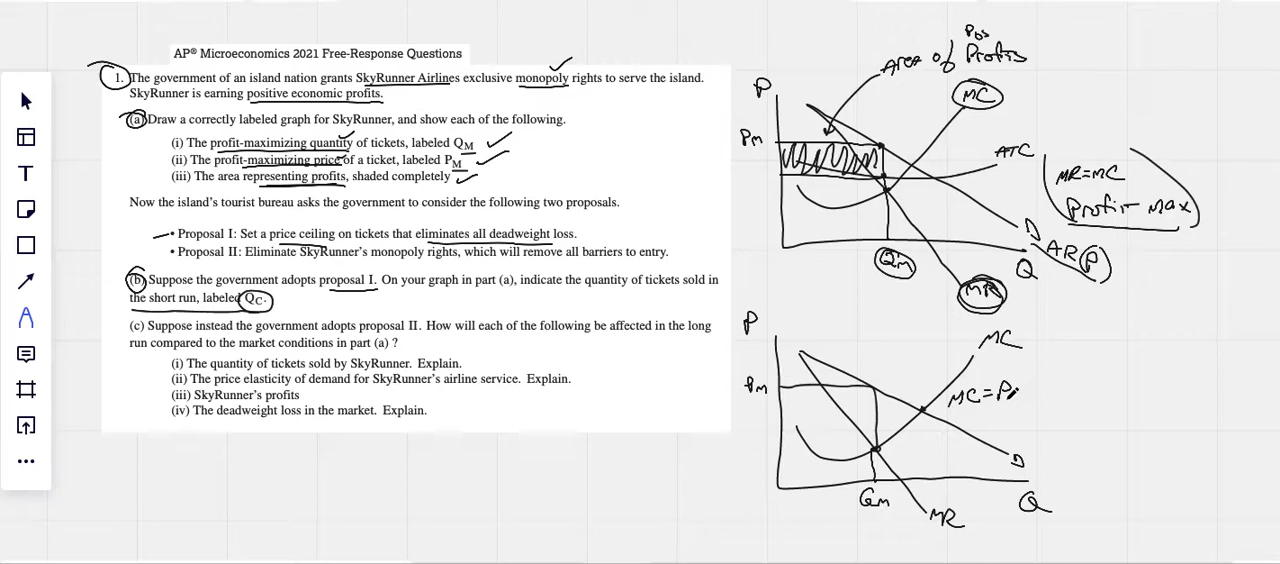 AP® Microeconomics 2021 Free-Response Questions
1. The government of an island nation grants SkyRunner Airlines exclusive monopoly rights to serve the island.
SkyRunner is earning positive economic profits.
(a) Draw a correctly labeled graph for SkyRunner, and show each of the following.
(i) The profit-maximizing quantity of tickets, labeled QM
(ii) The profit-maximizing price of a ticket, labeled PM
(iii) The area representing profits, shaded completely
Now the island's tourist bureau asks the government to consider the following two proposals.
• Proposal I: Set a price ceiling on tickets that eliminates all deadweight loss.
• Proposal II: Eliminate SkyRunner's monopoly rights, which will remove all barriers to entry.
(b) Suppose the government adopts proposal I. On your graph in part (a), indicate the quantity of tickets sold in
the short run, labeled QC.
(c) Suppose instead the government adopts proposal II. How will each of the following be affected in the long
run compared to the market conditions in part (a) ?
(i) The quantity of tickets sold by SkyRunner. Explain.
(ii) The price elasticity of demand for SkyRunner's airline service. Explain.
(iii) SkyRunner's profits
(iv) The deadweight loss in the market. Explain.
T
Pos
Area of Profits
P
MC
PM
ATC
MR=MC
Profit Max
D
AR(P)
QM
Q
MR
P
MC
PM
MC=P
D
QM
Q
MR